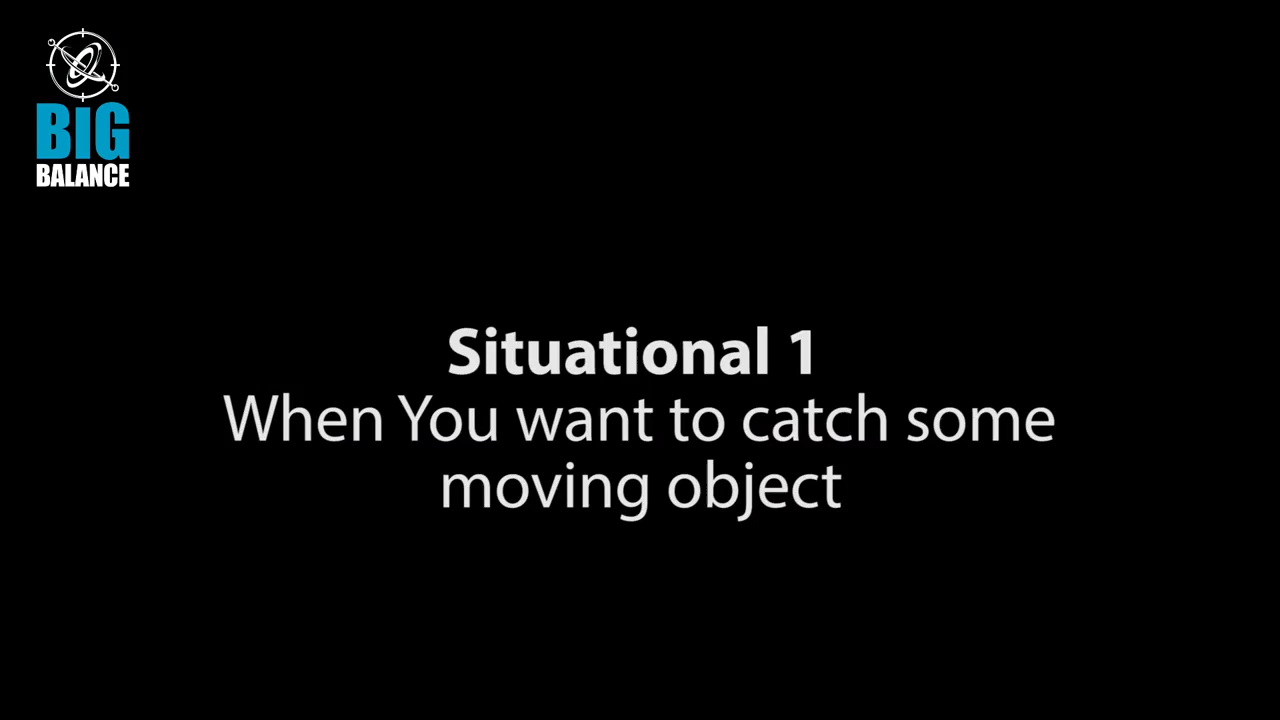 BIG
BALANCE
Situational 1
When You want to catch some
moving object